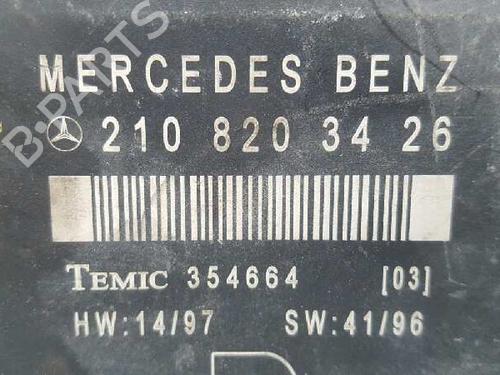 B-PARTS
MERCEDES BENZ
210 820 34 26
TEMIC 354664 [03]
HW:14/97 SW:41/96